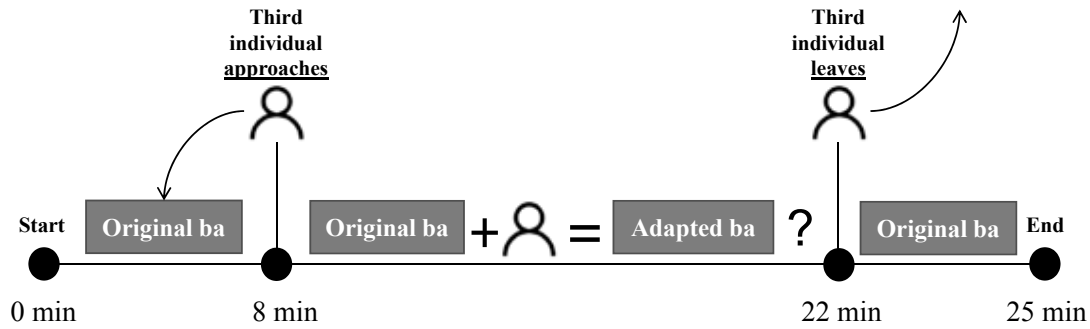 Third
individual
approaches
Third
individual
leaves
Start
Original ba
Original ba + = Adapted ba ?
Original ba
End
0 min
8 min
22 min
25 min